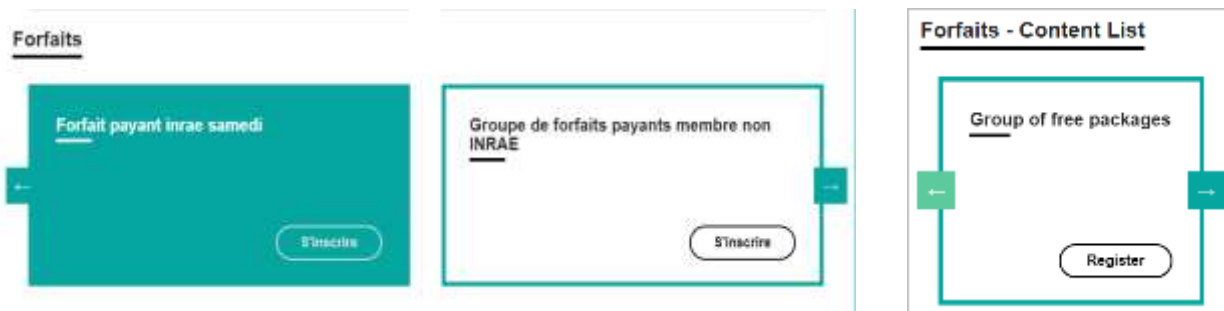 Forfaits
Forfait payant inrae samedi
←
S'inscrire
Groupe de forfaits payants membre non
INRAE
→
S'inscrire
Forfaits - Content List
Group of free packages
←
→
Register